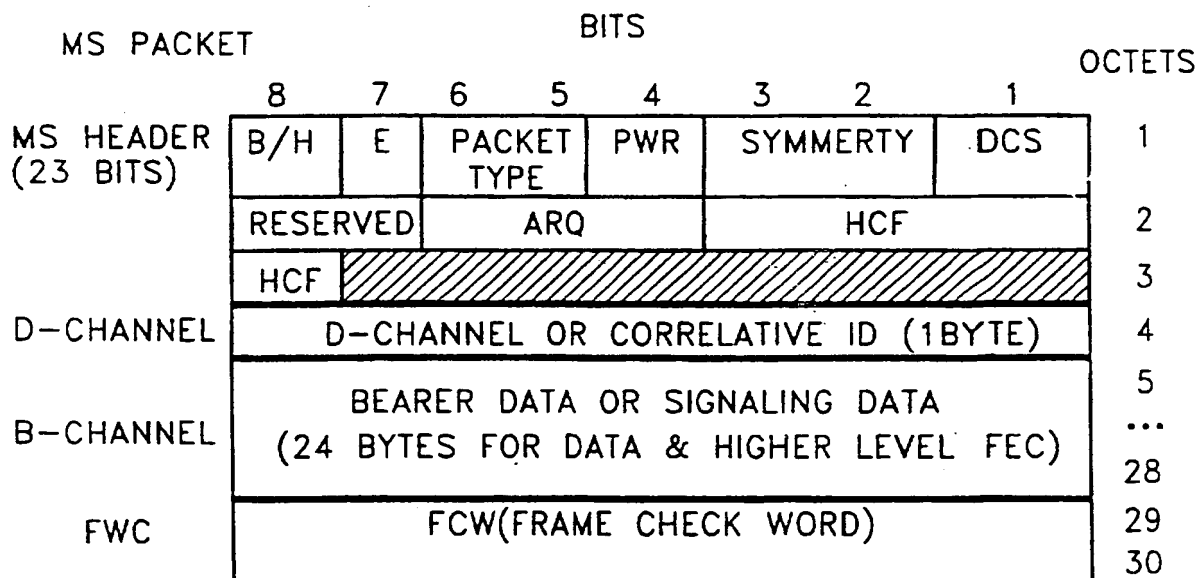 MS PACKET
BITS
OCTETS
8 7 6 5 4 3 2 1
MS HEADER
(23 BITS)
B/H E PACKET TYPE PWR SYMMERTY DCS 1
RESERVED ARQ HCF 2
HCF 3
D-CHANNEL D-CHANNEL OR CORRELATIVE ID (1BYTE) 4
B-CHANNEL
BEARER DATA OR SIGNALING DATA
(24 BYTES FOR DATA & HIGHER LEVEL FEC)
5
...
28
FWC FCW(FRAME CHECK WORD) 29
30